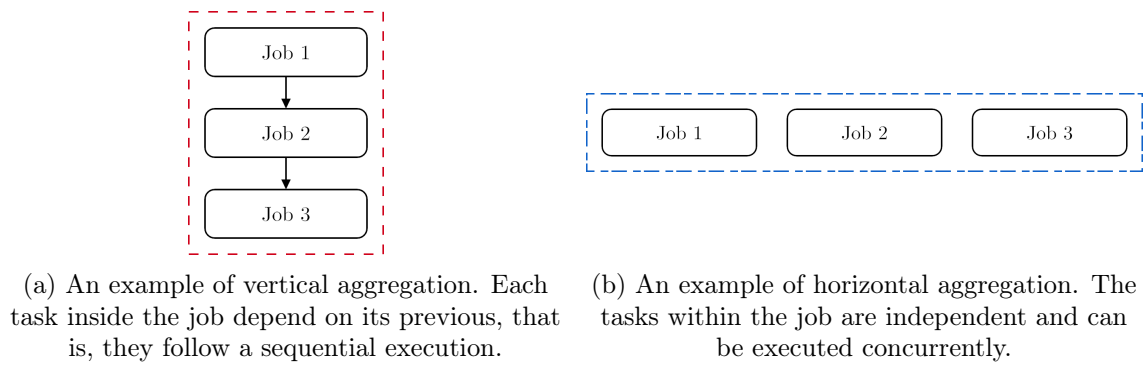 Job 1
Job 2
Job 3
(a) An example of vertical aggregation. Each
task inside the job depend on its previous, that
is, they follow a sequential execution.
Job 1
Job 2
Job 3
(b) An example of horizontal aggregation. The
tasks within the job are independent and can
be executed concurrently.